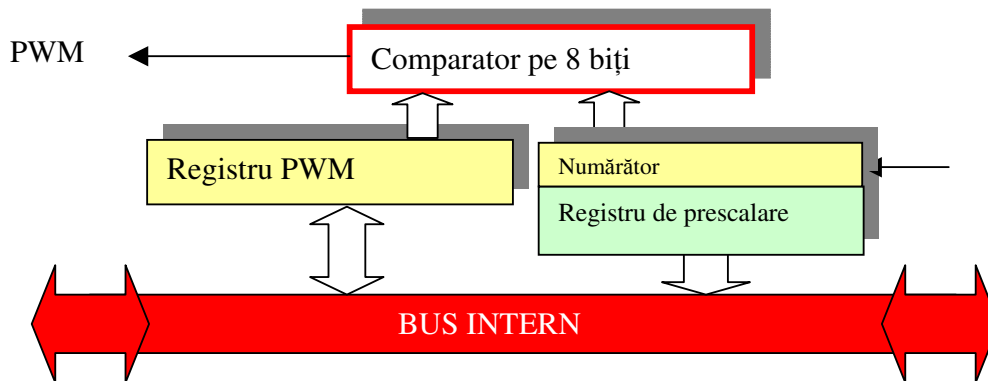 PWM
Comparator pe 8 biți
Registru PWM
Numărător
Registru de prescalare
BUS INTERN